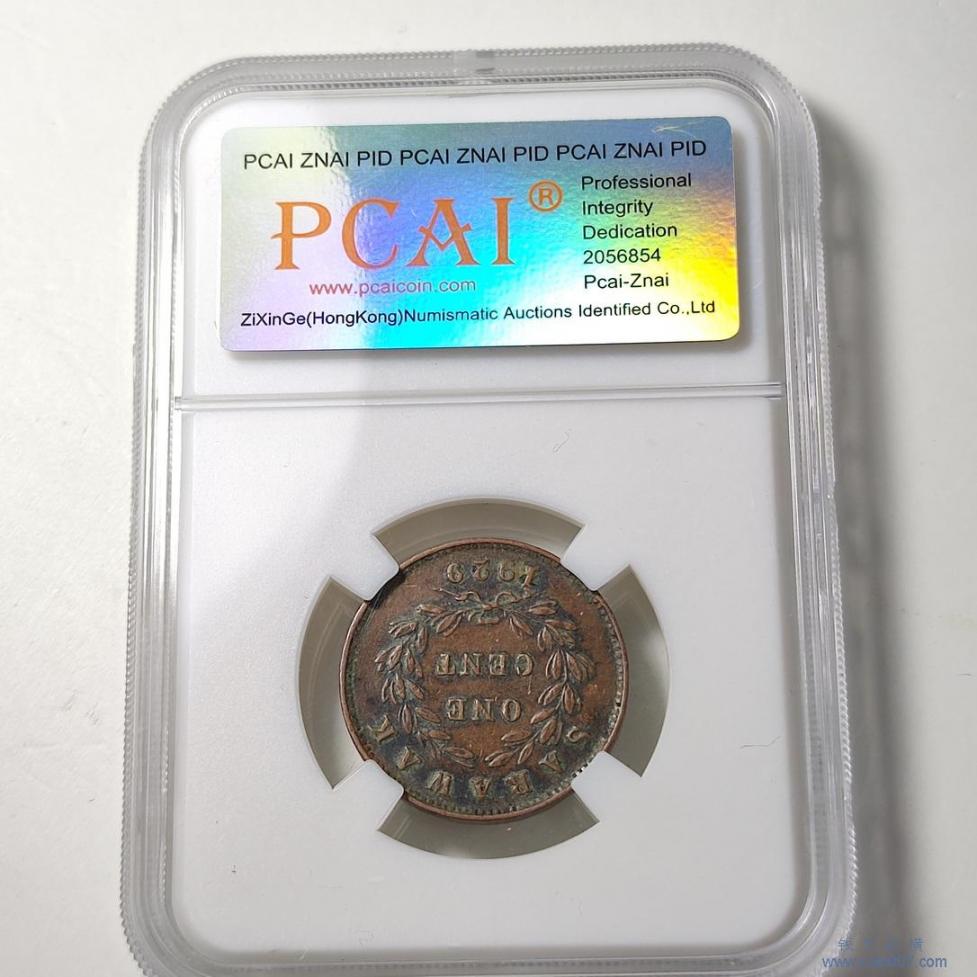 PCAI ZNAI PID PCAI ZNAI PID PCAI ZNAI PID
PCAI®
Professional
Integrity
Dedication
2056854
Pcai-Znai
www.pcaicoin.com
ZiXinGe(HongKong)Numismatic Auctions Identified Co.,Ltd
SARAWAK
ONE
CENT
1929